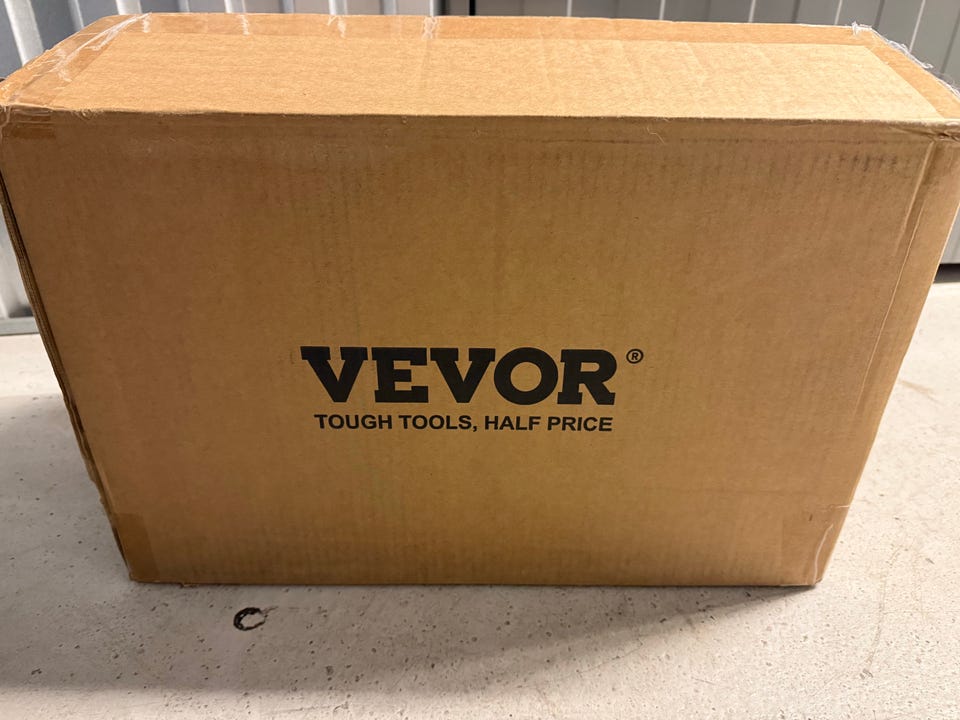 VEVOR®
TOUGH TOOLS, HALF PRICE